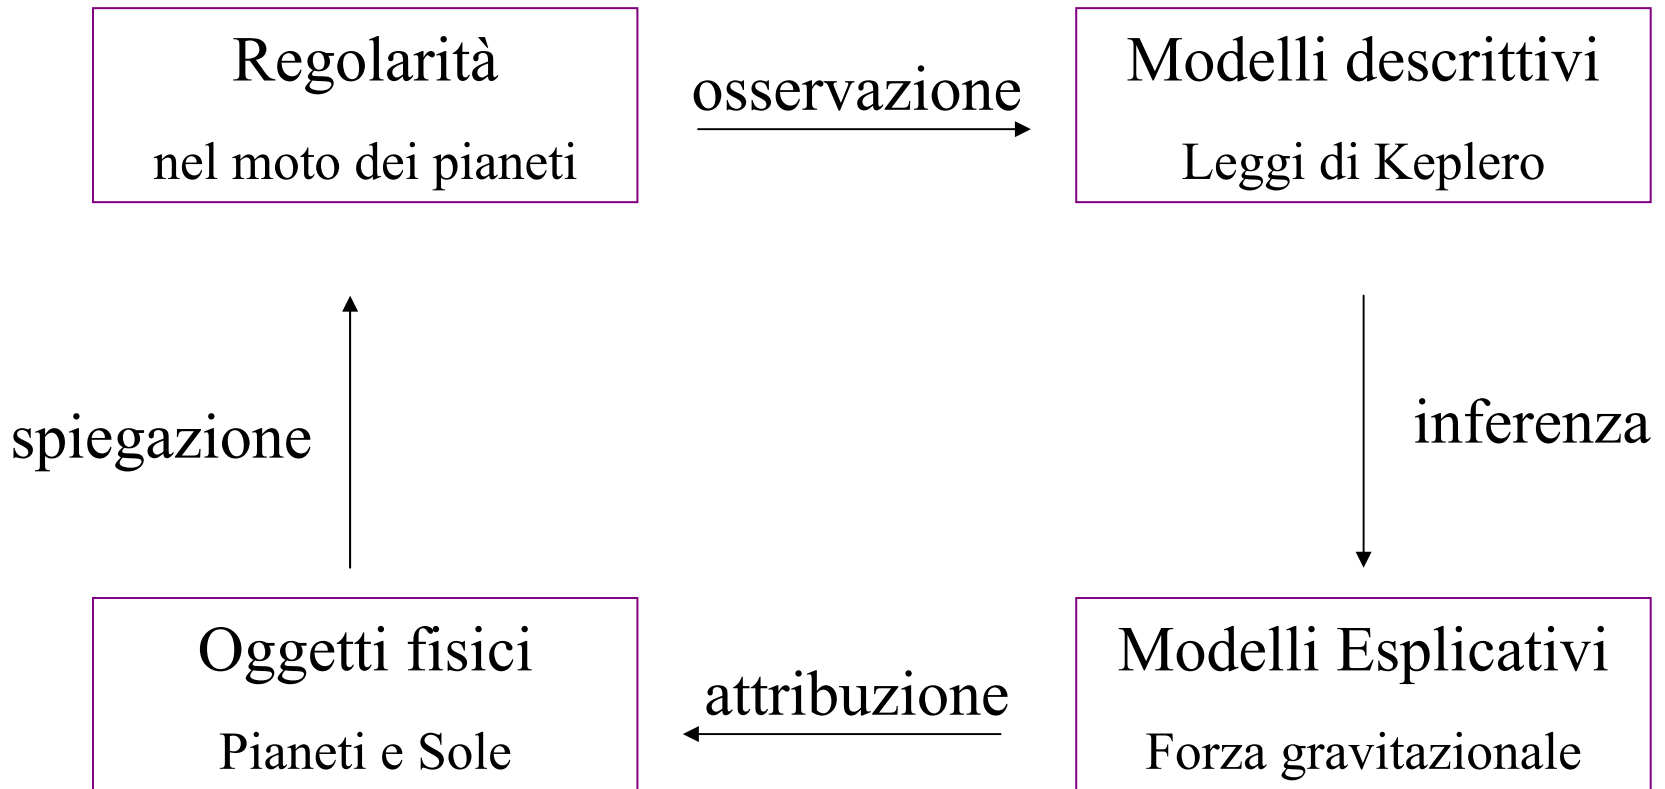 Regolarità
nel moto dei pianeti
osservazione
Modelli descrittivi
Leggi di Keplero
spiegazione
inferenza
Oggetti fisici
Pianeti e Sole
attribuzione
Modelli Esplicativi
Forza gravitazionale